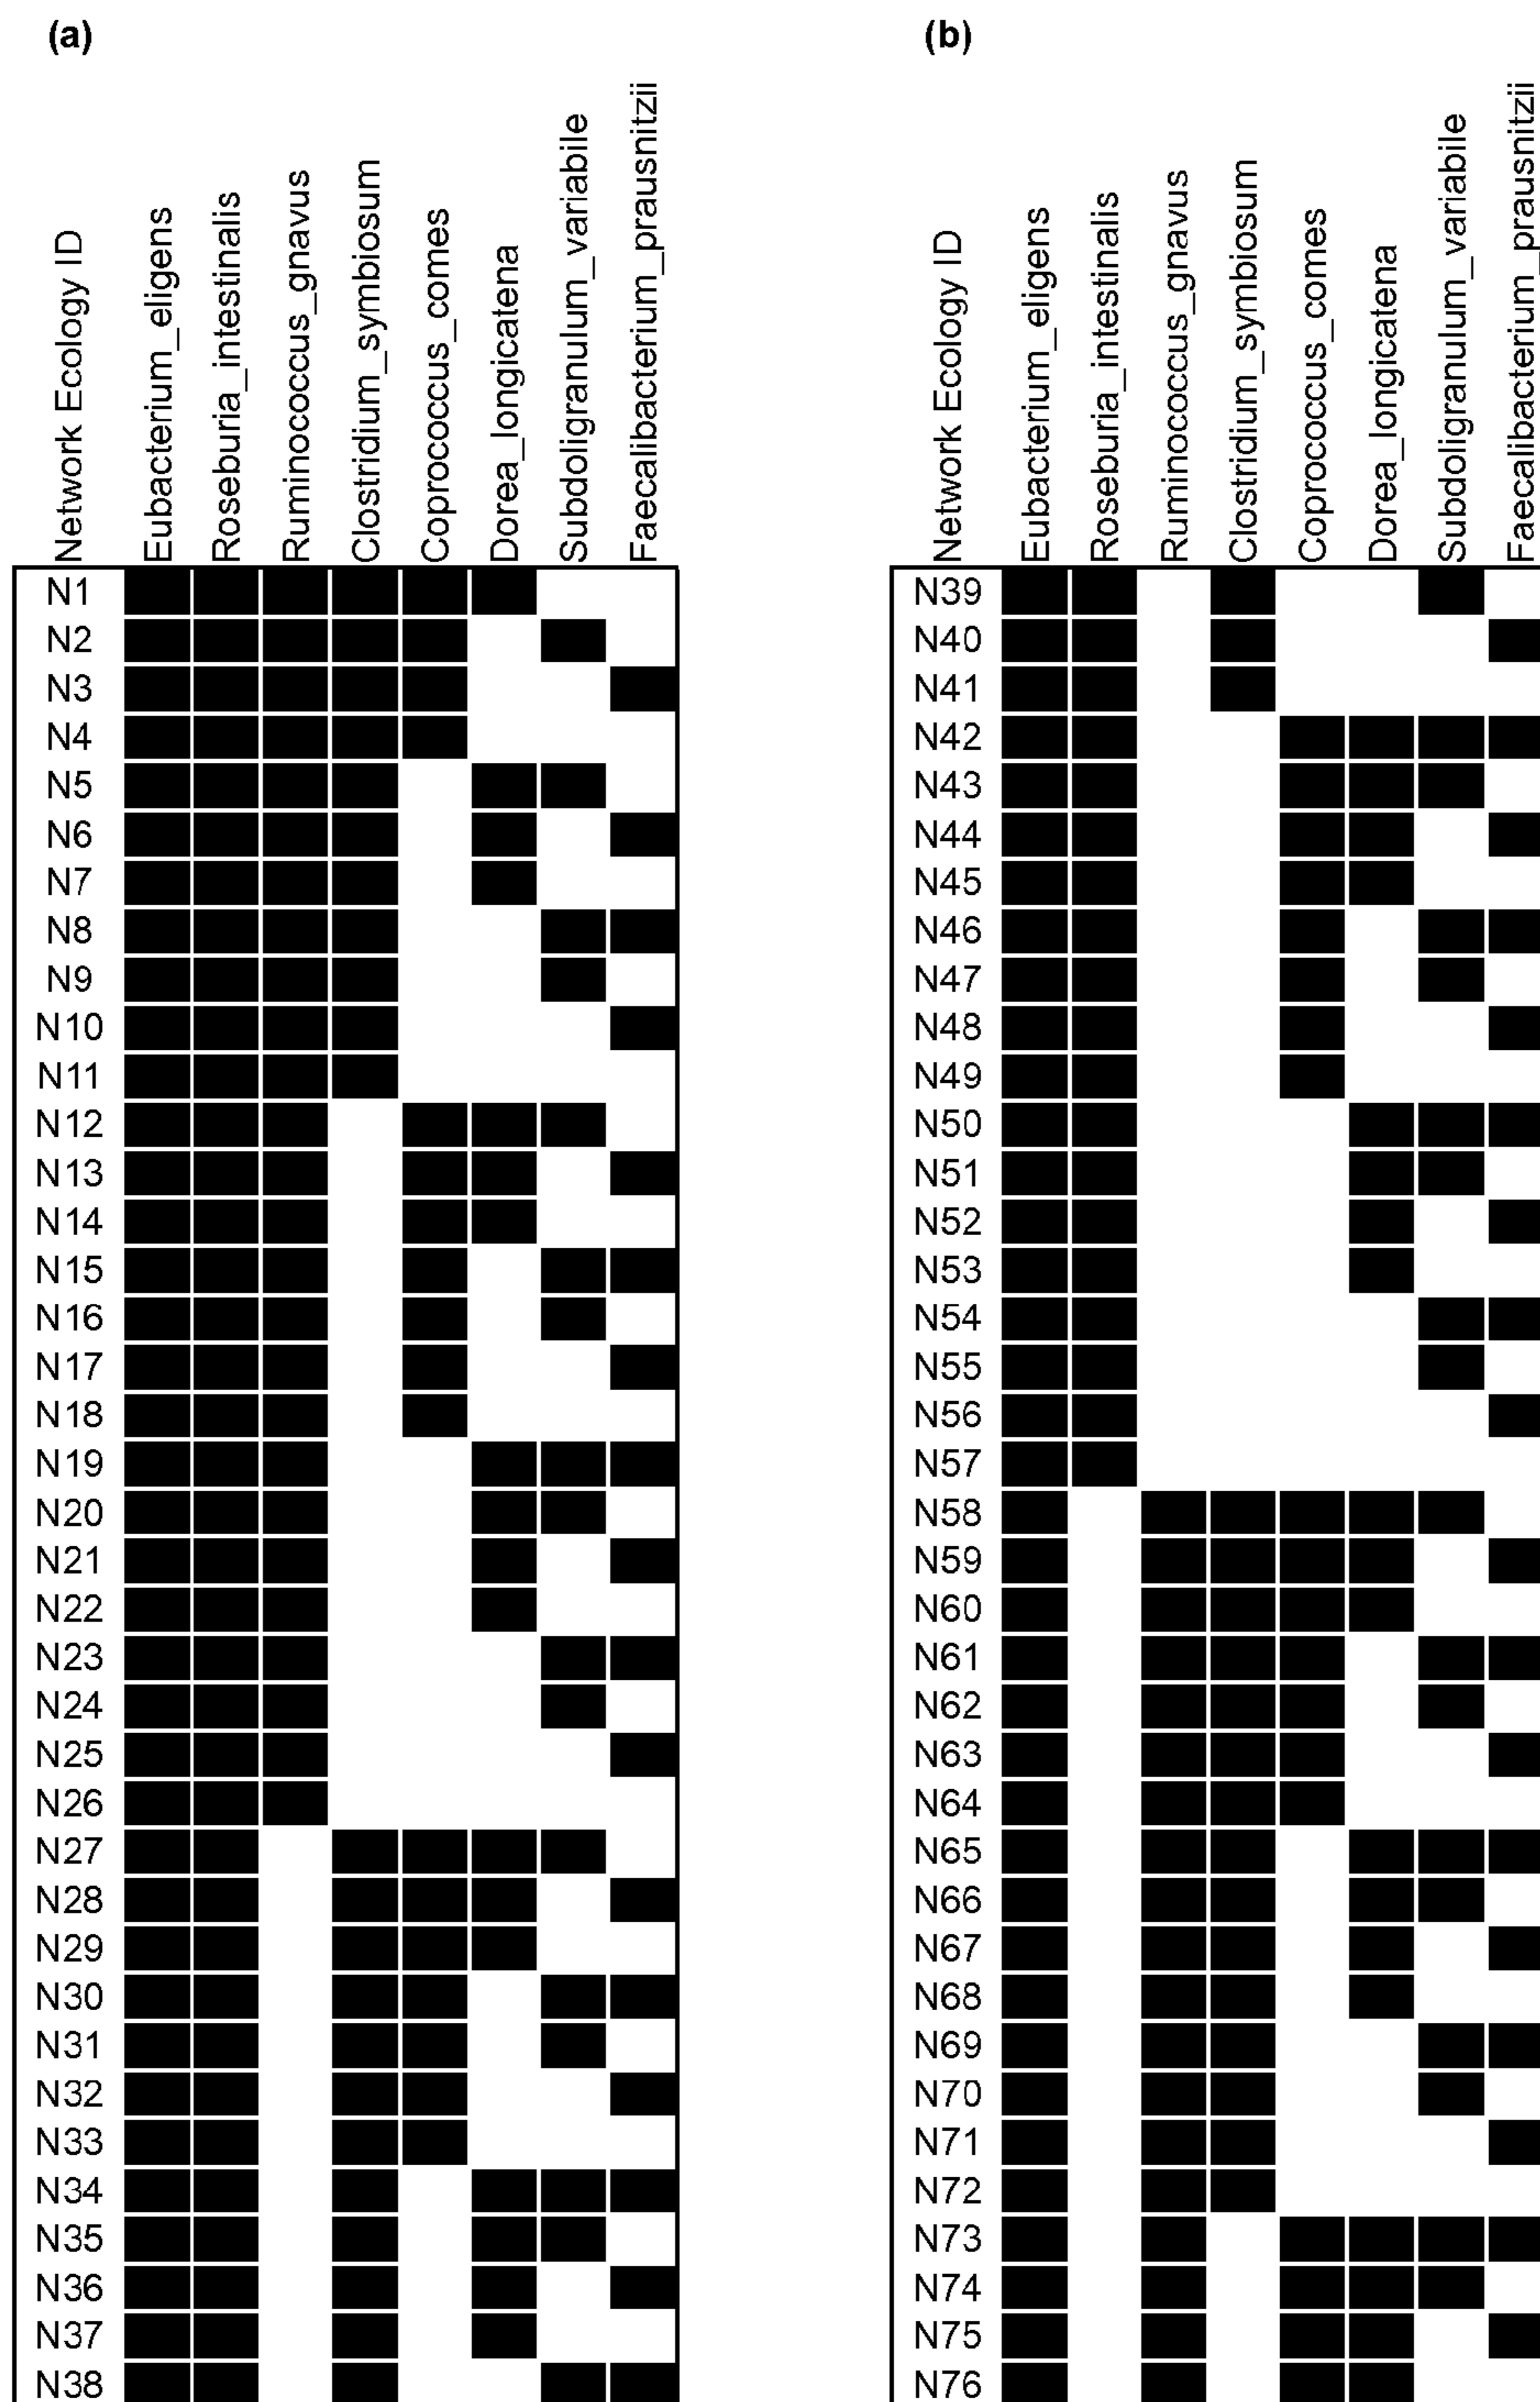 (a)
Network Ecology ID
Eubacterium_eligens
Roseburia_intestinalis
Ruminococcus_gnavus
Clostridium_symbiosum
Coprococcus_comes
Dorea_longicatena
Subdoligranulum_variabile
Faecalibacterium_prausnitzii
N1
N2
N3
N4
N5
N6
N7
N8
N9
N10
N11
N12
N13
N14
N15
N16
N17
N18
N19
N20
N21
N22
N23
N24
N25
N26
N27
N28
N29
N30
N31
N32
N33
N34
N35
N36
N37
N38
(b)
Network Ecology ID
Eubacterium_eligens
Roseburia_intestinalis
Ruminococcus_gnavus
Clostridium_symbiosum
Coprococcus_comes
Dorea_longicatena
Subdoligranulum_variabile
Faecalibacterium_prausnitzii
N39
N40
N41
N42
N43
N44
N45
N46
N47
N48
N49
N50
N51
N52
N53
N54
N55
N56
N57
N58
N59
N60
N61
N62
N63
N64
N65
N66
N67
N68
N69
N70
N71
N72
N73
N74
N75
N76